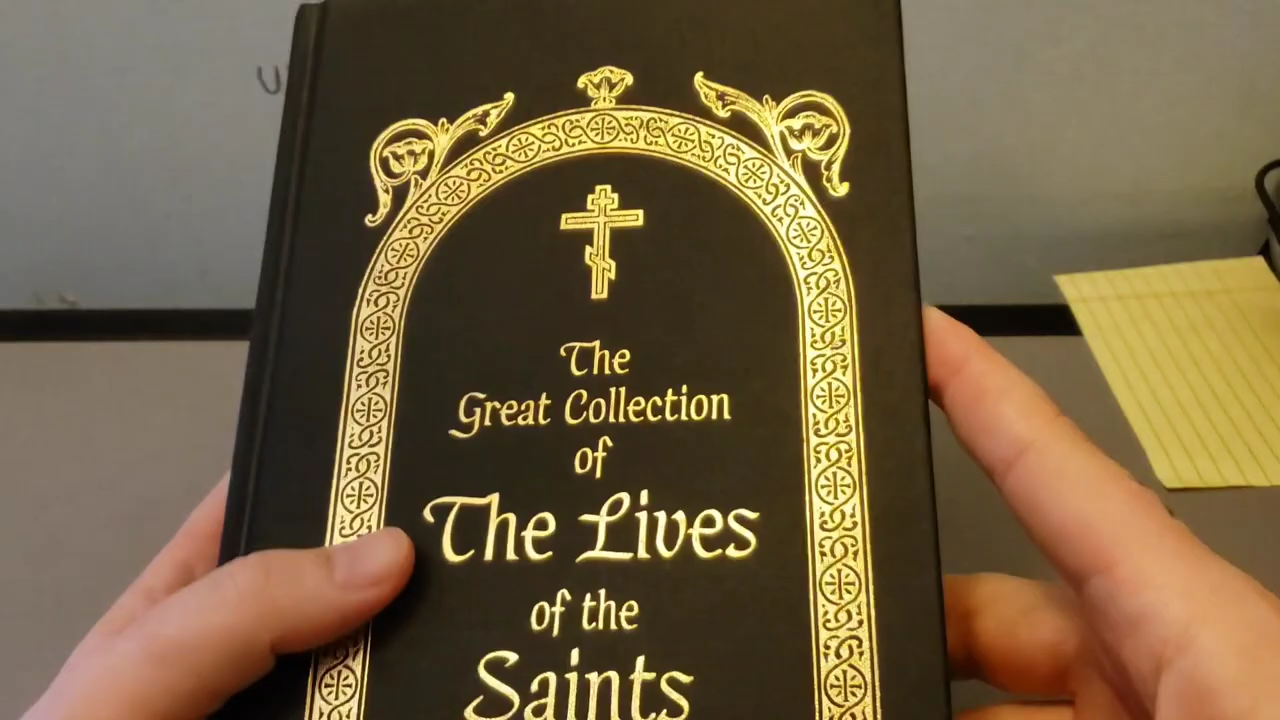 The
Great Collection
of
The Lives
of the
Saints